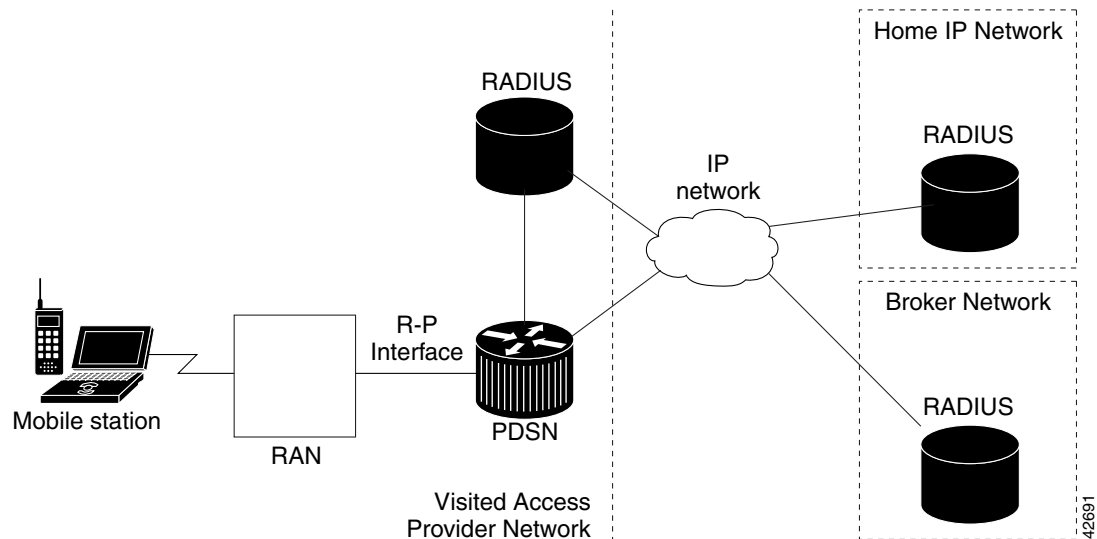 Home IP Network
RADIUS
RADIUS
IP
network
Broker Network
R-P
Interface
RADIUS
Mobile station
PDSN
RAN
Visited Access
Provider Network
42691